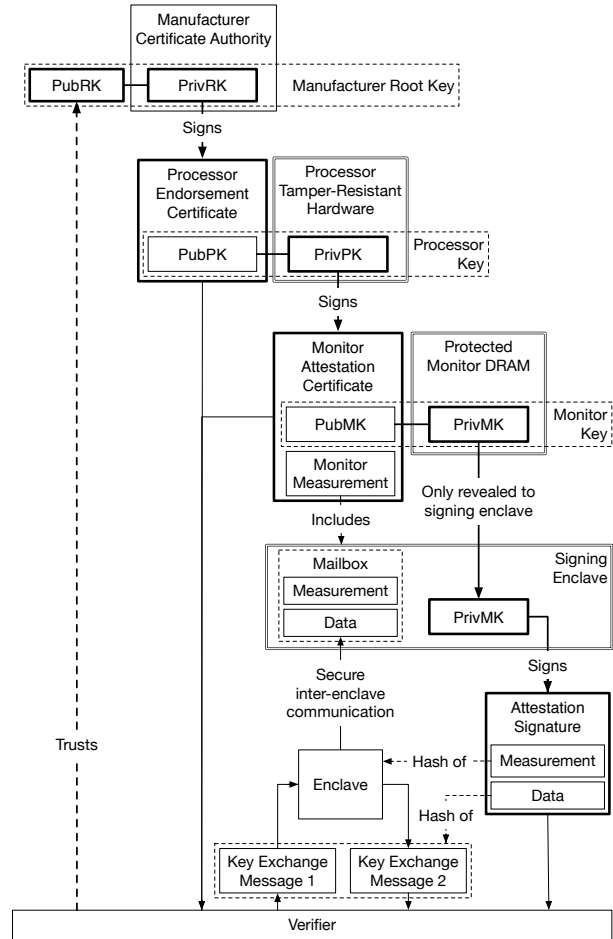 Manufacturer
Certificate Authority
PubRK
PrivRK
Manufacturer Root Key
Signs
Processor
Endorsement
Certificate
Processor
Tamper-Resistant
Hardware
PubPK
PrivPK
Processor
Key
Signs
Monitor
Attestation
Certificate
Protected
Monitor DRAM
PubMK
PrivMK
Monitor
Key
Monitor
Measurement
Only revealed to
signing enclave
Includes
Mailbox
Measurement
Data
Signing
Enclave
PrivMK
Secure
inter-enclave
communication
Signs
Attestation
Signature
Measurement
Data
Trusts
Enclave
Hash of
Hash of
Key Exchange
Message 1
Key Exchange
Message 2
Verifier